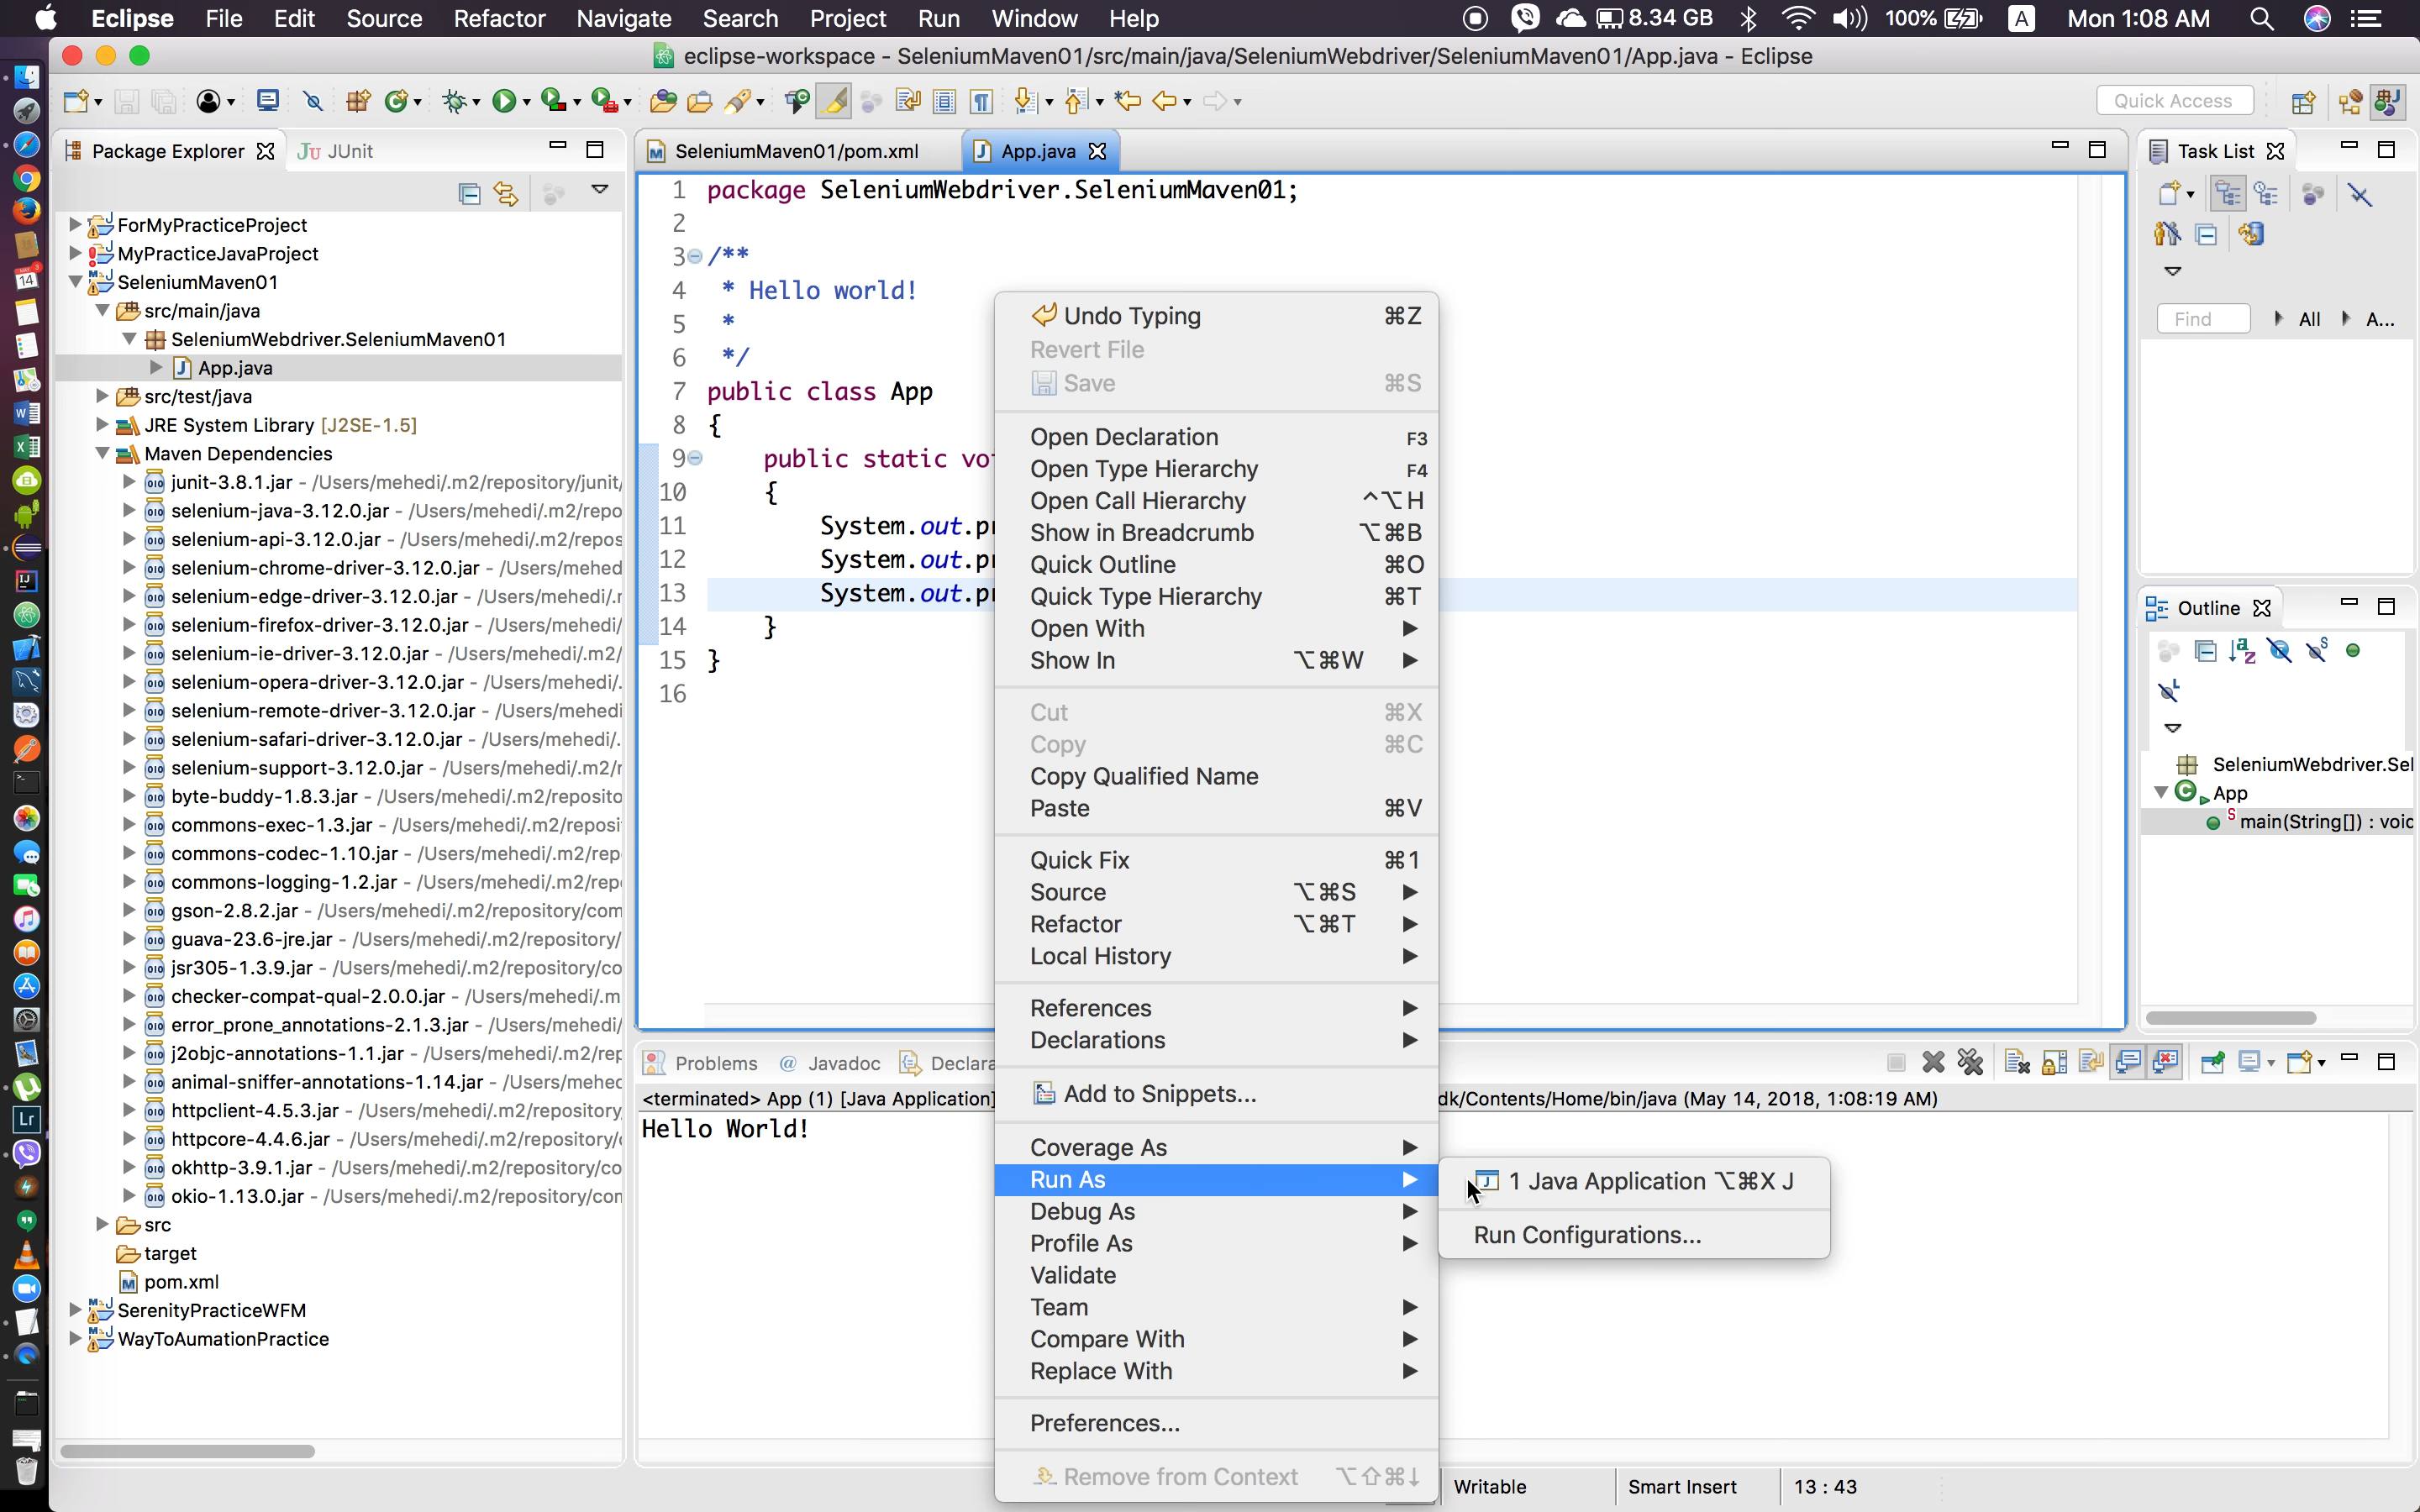 Eclipse File Edit Source Refactor Navigate Search Project Run Window Help 8.34 GB 100% A Mon 1:08 AM
eclipse-workspace - SeleniumMaven01/src/main/java/SeleniumWebdriver/SeleniumMaven01/App.java - Eclipse
Quick Access
Package Explorer
JUnit
ForMyPracticeProject
MyPracticeJavaProject
SeleniumMaven01
src/main/java
SeleniumWebdriver.SeleniumMaven01
App.java
src/test/java
JRE System Library [J2SE-1.5]
Maven Dependencies
junit-3.8.1.jar - /Users/mehedi/.m2/repository/junit/
selenium-java-3.12.0.jar - /Users/mehedi/.m2/repo
selenium-api-3.12.0.jar - /Users/mehedi/.m2/repos
selenium-chrome-driver-3.12.0.jar - /Users/mehed
selenium-edge-driver-3.12.0.jar - /Users/mehedi/.r
selenium-firefox-driver-3.12.0.jar - /Users/mehedi/
selenium-ie-driver-3.12.0.jar - /Users/mehedi/.m2/
selenium-opera-driver-3.12.0.jar - /Users/mehedi/.
selenium-remote-driver-3.12.0.jar - /Users/mehedi
selenium-safari-driver-3.12.0.jar - /Users/mehedi/.
selenium-support-3.12.0.jar - /Users/mehedi/.m2/r
byte-buddy-1.8.3.jar - /Users/mehedi/.m2/reposito
commons-exec-1.3.jar - /Users/mehedi/.m2/reposi
commons-codec-1.10.jar - /Users/mehedi/.m2/rep
commons-logging-1.2.jar - /Users/mehedi/.m2/rep
gson-2.8.2.jar - /Users/mehedi/.m2/repository/com
guava-23.6-jre.jar - /Users/mehedi/.m2/repository/
jsr305-1.3.9.jar - /Users/mehedi/.m2/repository/co
checker-compat-qual-2.0.0.jar - /Users/mehedi/.m
error_prone_annotations-2.1.3.jar - /Users/mehedi/
j2objc-annotations-1.1.jar - /Users/mehedi/.m2/rep
animal-sniffer-annotations-1.14.jar - /Users/mehed
httpclient-4.5.3.jar - /Users/mehedi/.m2/repository
httpcore-4.4.6.jar - /Users/mehedi/.m2/repository/
okhttp-3.9.1.jar - /Users/mehedi/.m2/repository/co
okio-1.13.0.jar - /Users/mehedi/.m2/repository/con
src
target
pom.xml
SerenityPracticeWFM
WayToAumationPractice
SeleniumMaven01/pom.xml
App.java
1 package SeleniumWebdriver.SeleniumMaven01;
2
3 /**
4 * Hello world!
5 *
6 */
7 public class App
8 {
9 public static vo
10 {
11 System.out.p
12 System.out.p
13 System.out.p
14 }
15 }
16
Undo Typing ⌘Z
Revert File
Save ⌘S
Open Declaration F3
Open Type Hierarchy F4
Open Call Hierarchy ^⌥H
Show in Breadcrumb ⌥⌘B
Quick Outline ⌘O
Quick Type Hierarchy ⌘T
Open With
Show In ⌥⌘W
Cut ⌘X
Copy ⌘C
Copy Qualified Name
Paste ⌘V
Quick Fix ⌘1
Source ⌥⌘S
Refactor ⌥⌘T
Local History
References
Declarations
Add to Snippets...
Coverage As
Run As
Debug As
Profile As
Validate
Team
Compare With
Replace With
Preferences...
Remove from Context ⌥⇧⌘↓
1 Java Application ⌥⌘X J
Run Configurations...
Problems @ Javadoc Declara
<terminated> App (1) [Java Application] dk/Contents/Home/bin/java (May 14, 2018, 1:08:19 AM)
Hello World!
Writable Smart Insert 13 : 43
Task List
Find All A...
Outline
SeleniumWebdriver.Sel
App
main(String[]) : void